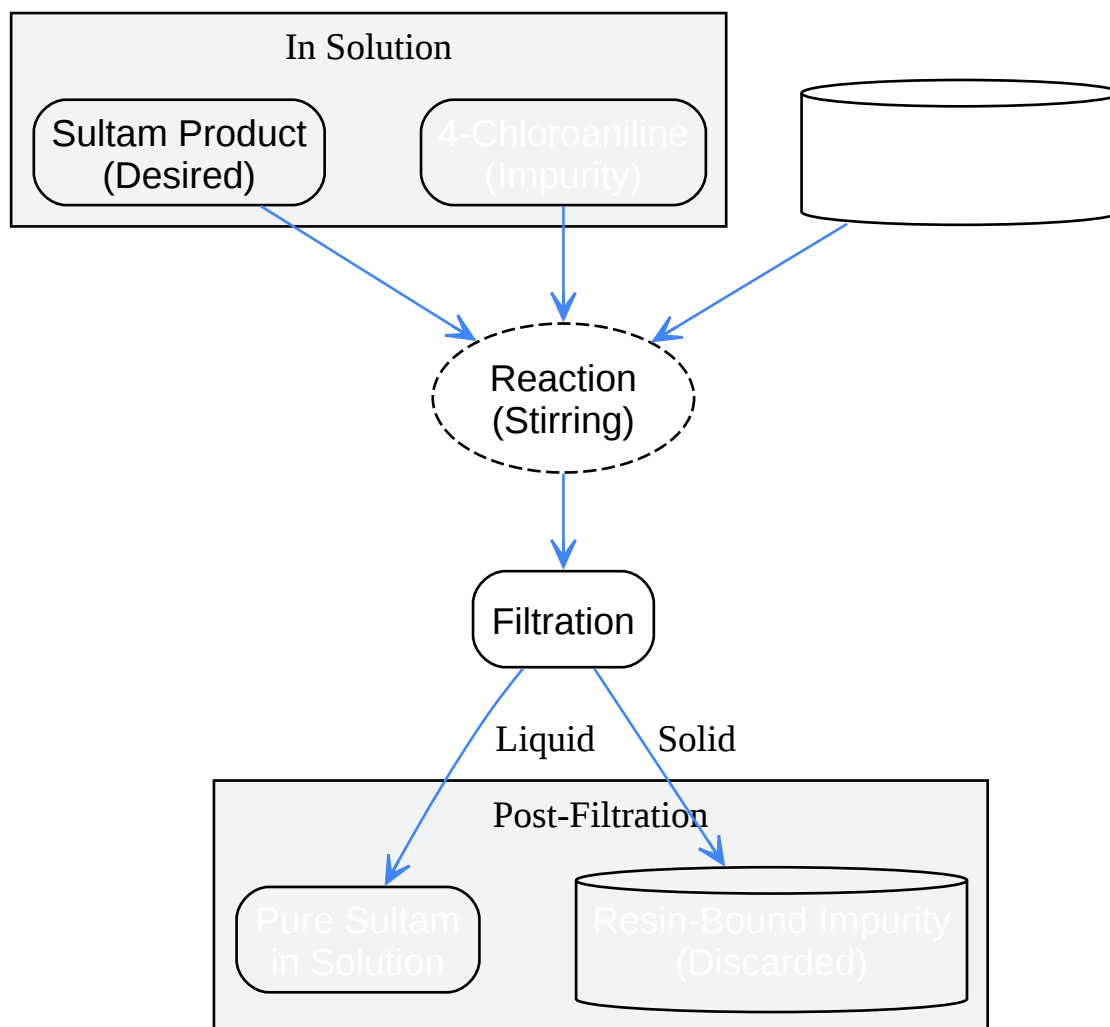 In Solution
Sultam Product
(Desired)
4-Chloroaniline
(Impurity)
Reaction
(Stirring)
Filtration
Liquid
Solid
Post-Filtration
Pure Sultam
in Solution
Resin-Bound Impurity
(Discarded)